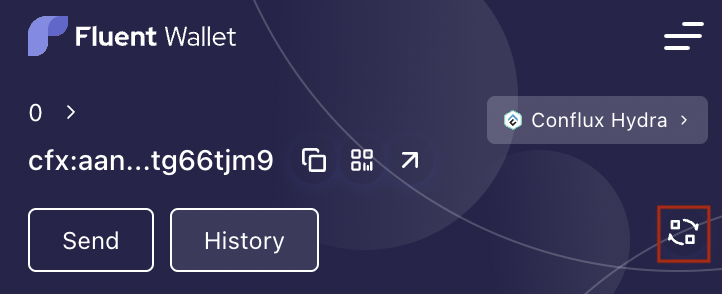 Fluent Wallet
0
Conflux Hydra
cfx:aan...tg66tjm9
Send
History